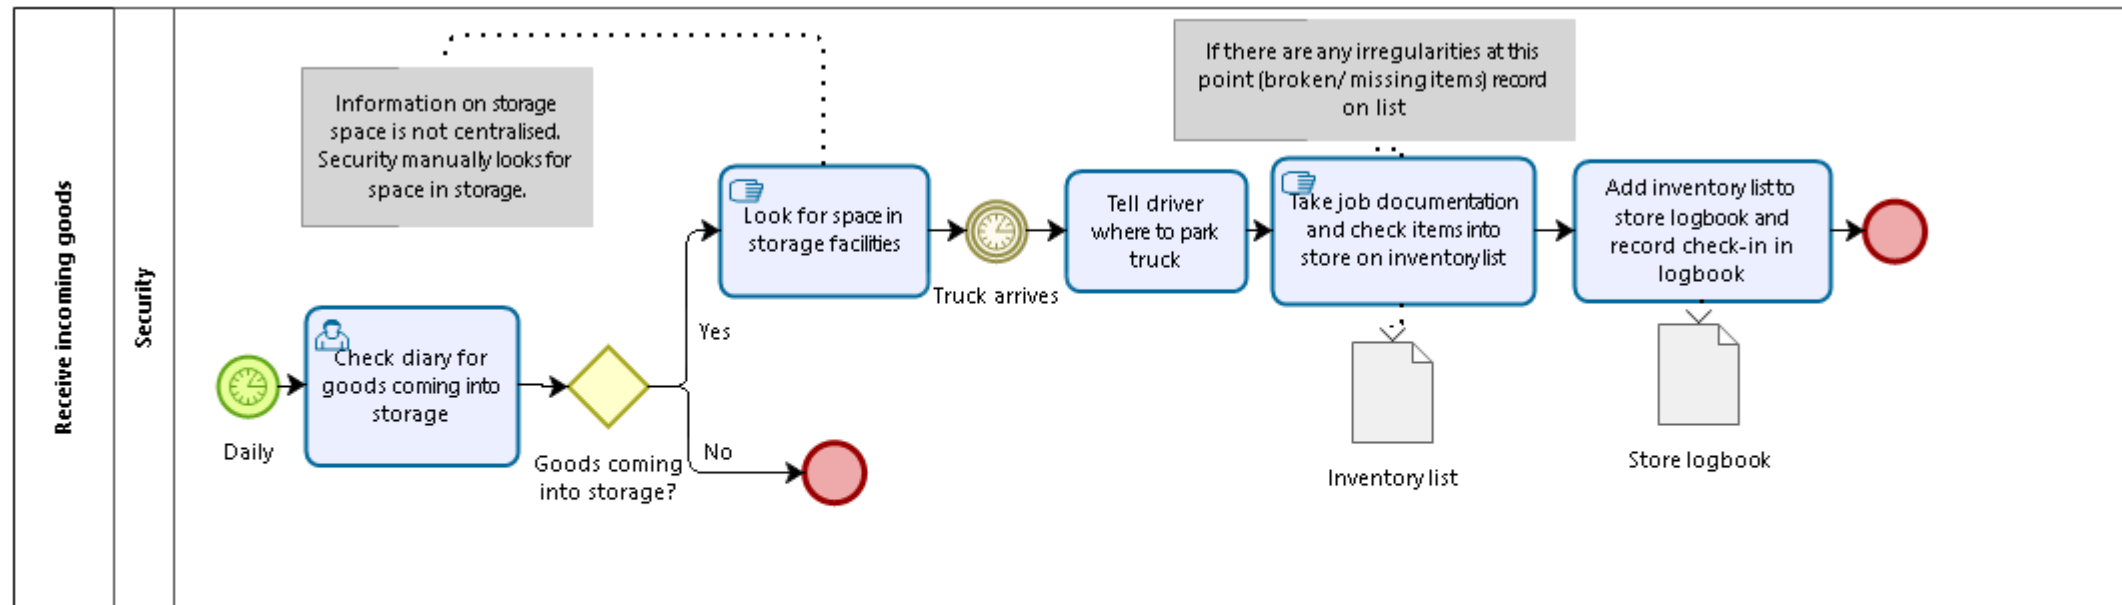 Receive incoming goods
Security
Information on storage
space is not centralised.
Security manually looks for
space in storage.
If there are any irregularities at this
point (broken/ missing items) record
on list
Daily
Check diary for
goods coming into
storage
Goods coming
into storage?
Yes
No
Look for space in
storage facilities
Truck arrives
Tell driver
where to park
truck
Take job documentation
and check items into
store on inventory list
Inventory list
Add inventory list to
store logbook and
record check-in in
logbook
Store logbook